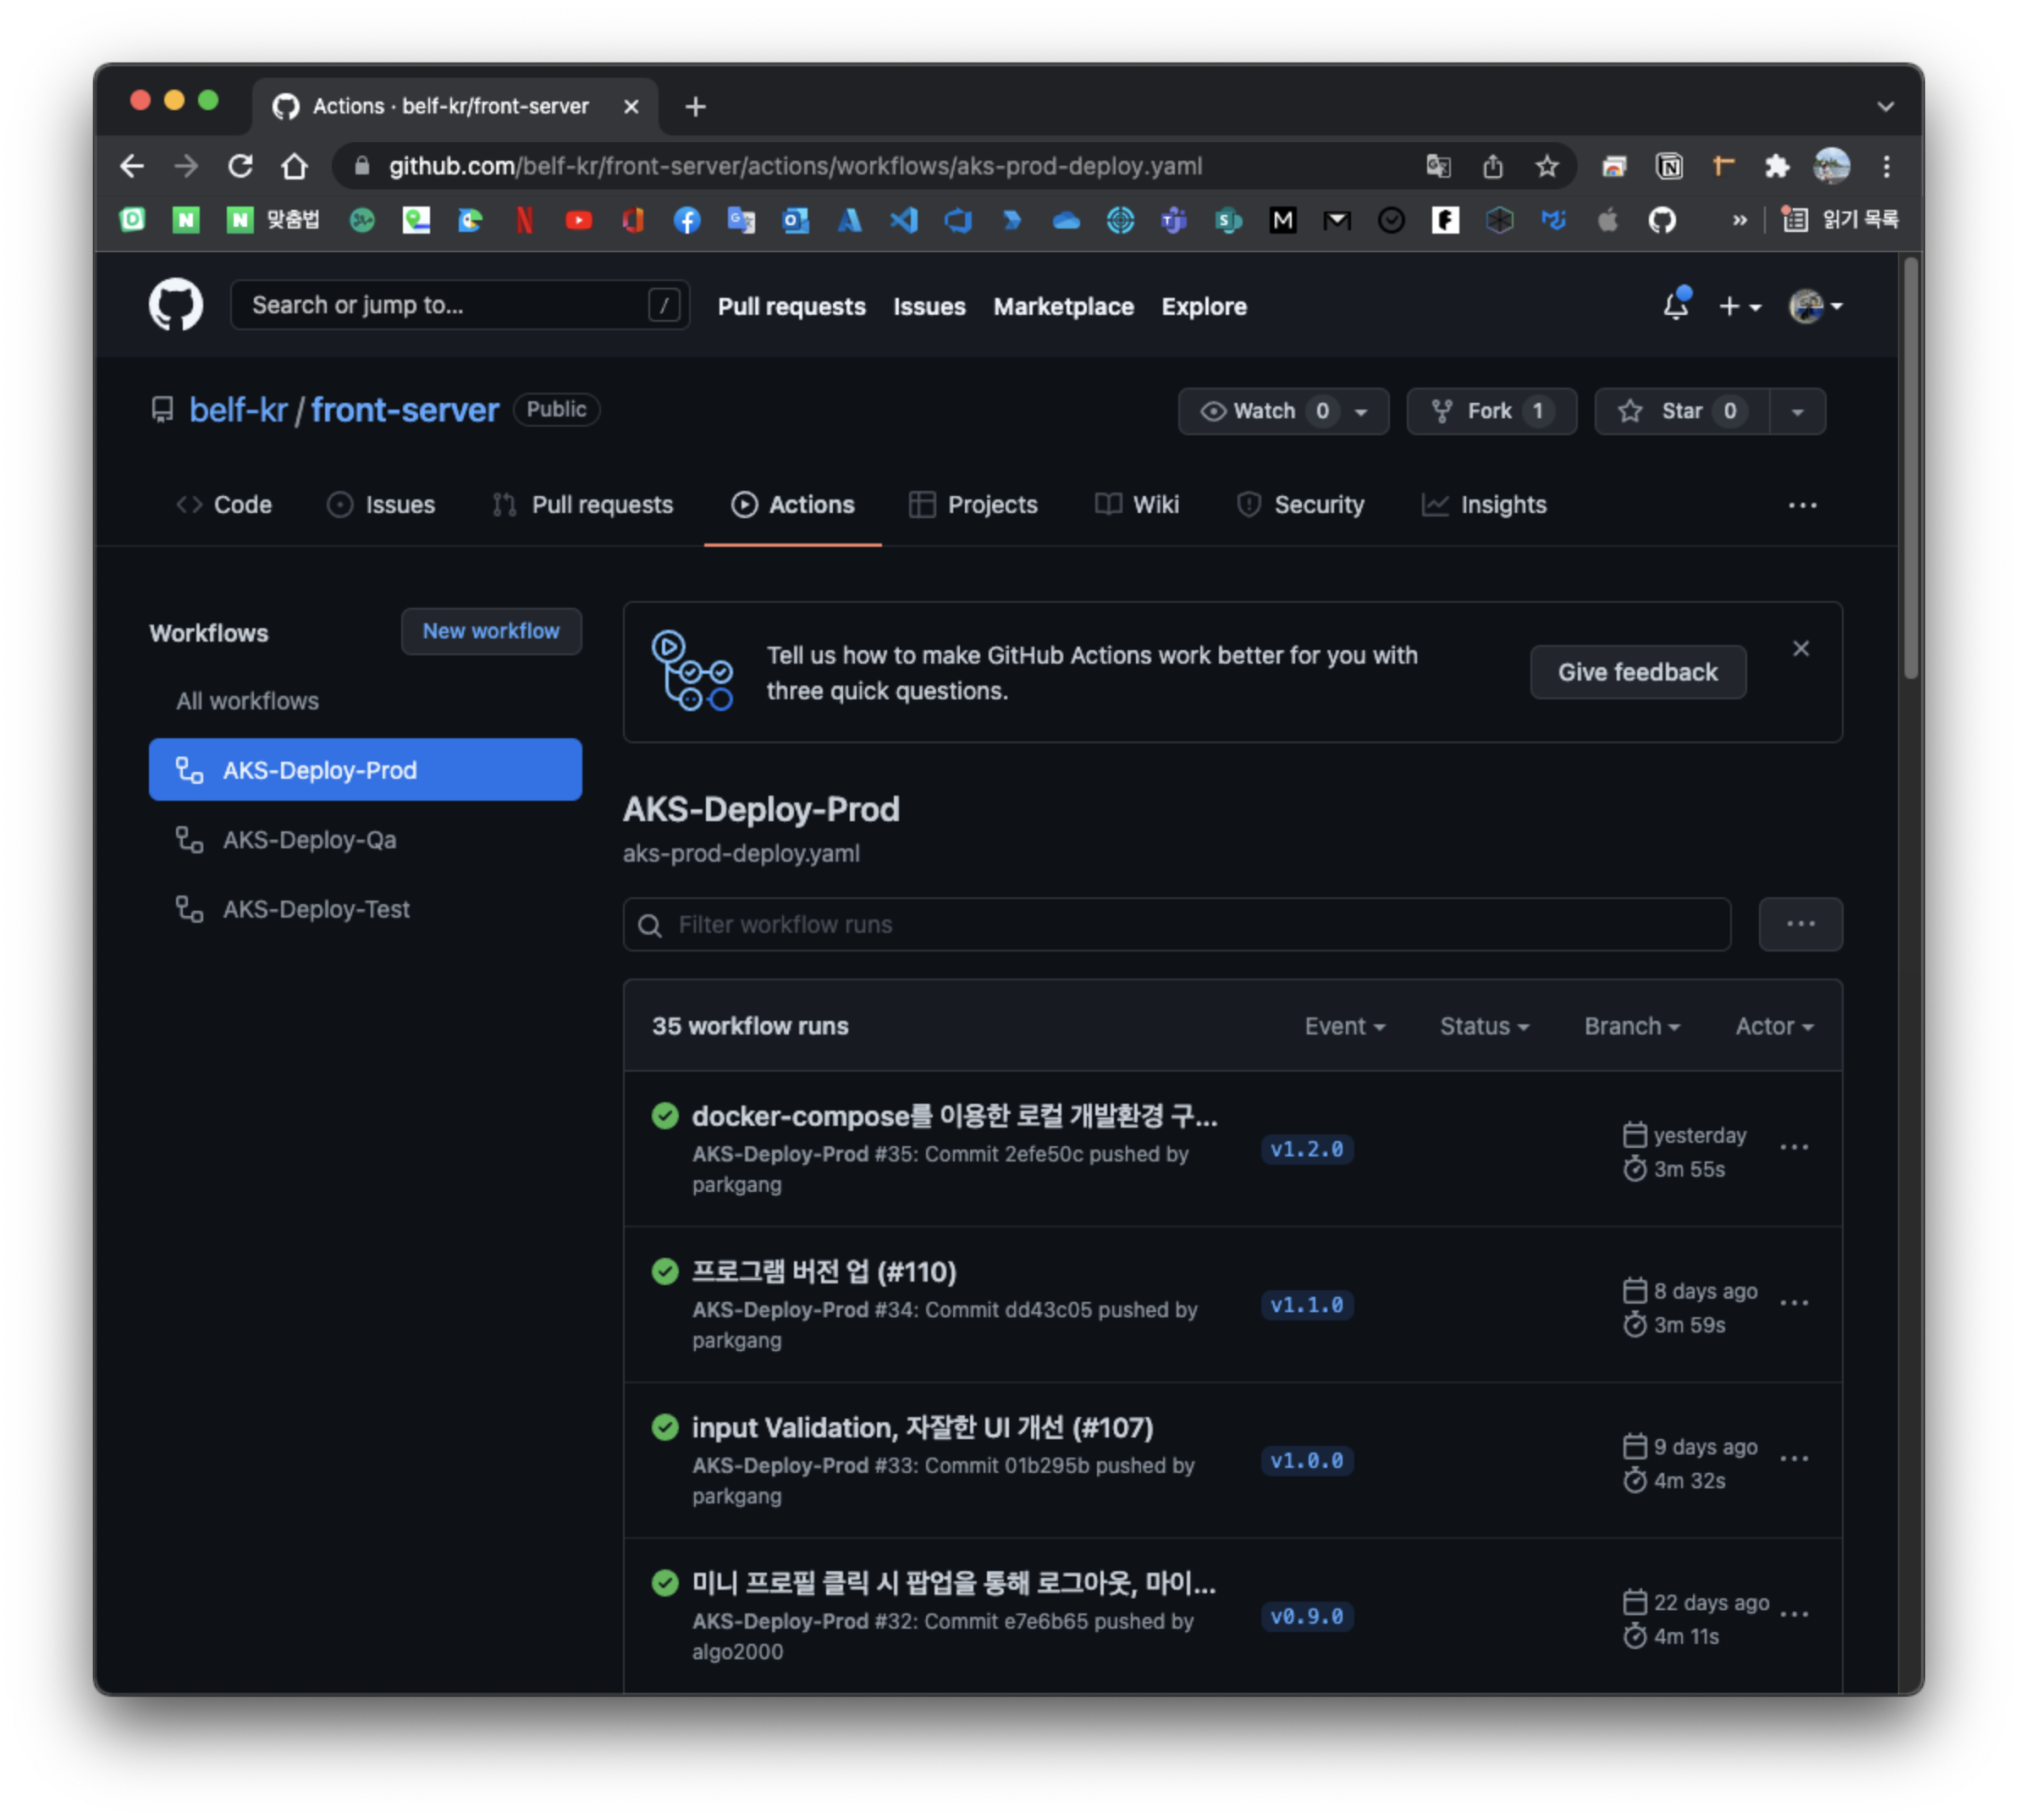 Actions · belf-kr/front-server
github.com/belf-kr/front-server/actions/workflows/aks-prod-deploy.yaml
맞춤법
읽기 목록
Search or jump to...
/
Pull requests
Issues
Marketplace
Explore
belf-kr / front-server
Public
Watch 0
Fork 1
Star 0
Code
Issues
Pull requests
Actions
Projects
Wiki
Security
Insights
Workflows
New workflow
All workflows
AKS-Deploy-Prod
AKS-Deploy-Qa
AKS-Deploy-Test
Tell us how to make GitHub Actions work better for you with
three quick questions.
Give feedback
AKS-Deploy-Prod
aks-prod-deploy.yaml
Filter workflow runs
35 workflow runs
Event
Status
Branch
Actor
docker-compose를 이용한 로컬 개발환경 구...
AKS-Deploy-Prod #35: Commit 2efe50c pushed by
parkgang
v1.2.0
yesterday
3m 55s
프로그램 버전 업 (#110)
AKS-Deploy-Prod #34: Commit dd43c05 pushed by
parkgang
v1.1.0
8 days ago
3m 59s
input Validation, 자잘한 UI 개선 (#107)
AKS-Deploy-Prod #33: Commit 01b295b pushed by
parkgang
v1.0.0
9 days ago
4m 32s
미니 프로필 클릭 시 팝업을 통해 로그아웃, 마이...
AKS-Deploy-Prod #32: Commit e7e6b65 pushed by
algo2000
v0.9.0
22 days ago
4m 11s